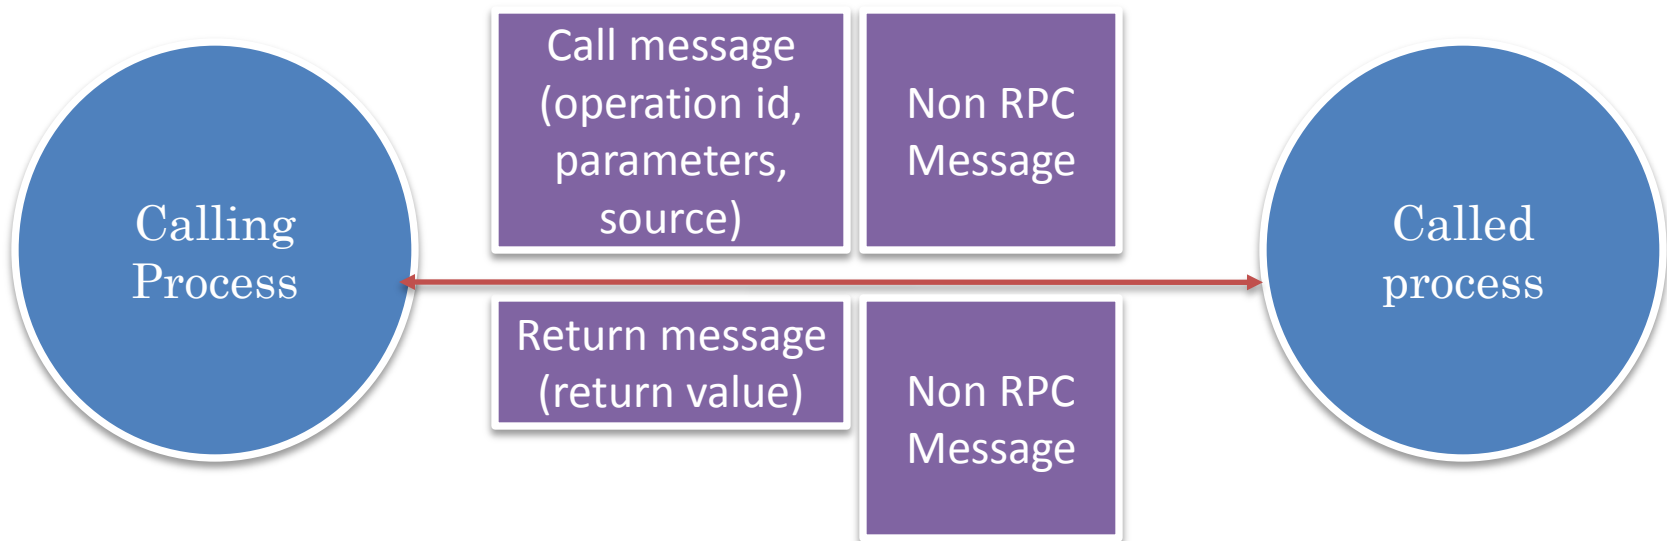 Calling
Process
Call message
(operation id,
parameters,
source)
Non RPC
Message
Return message
(return value)
Non RPC
Message
Called
process